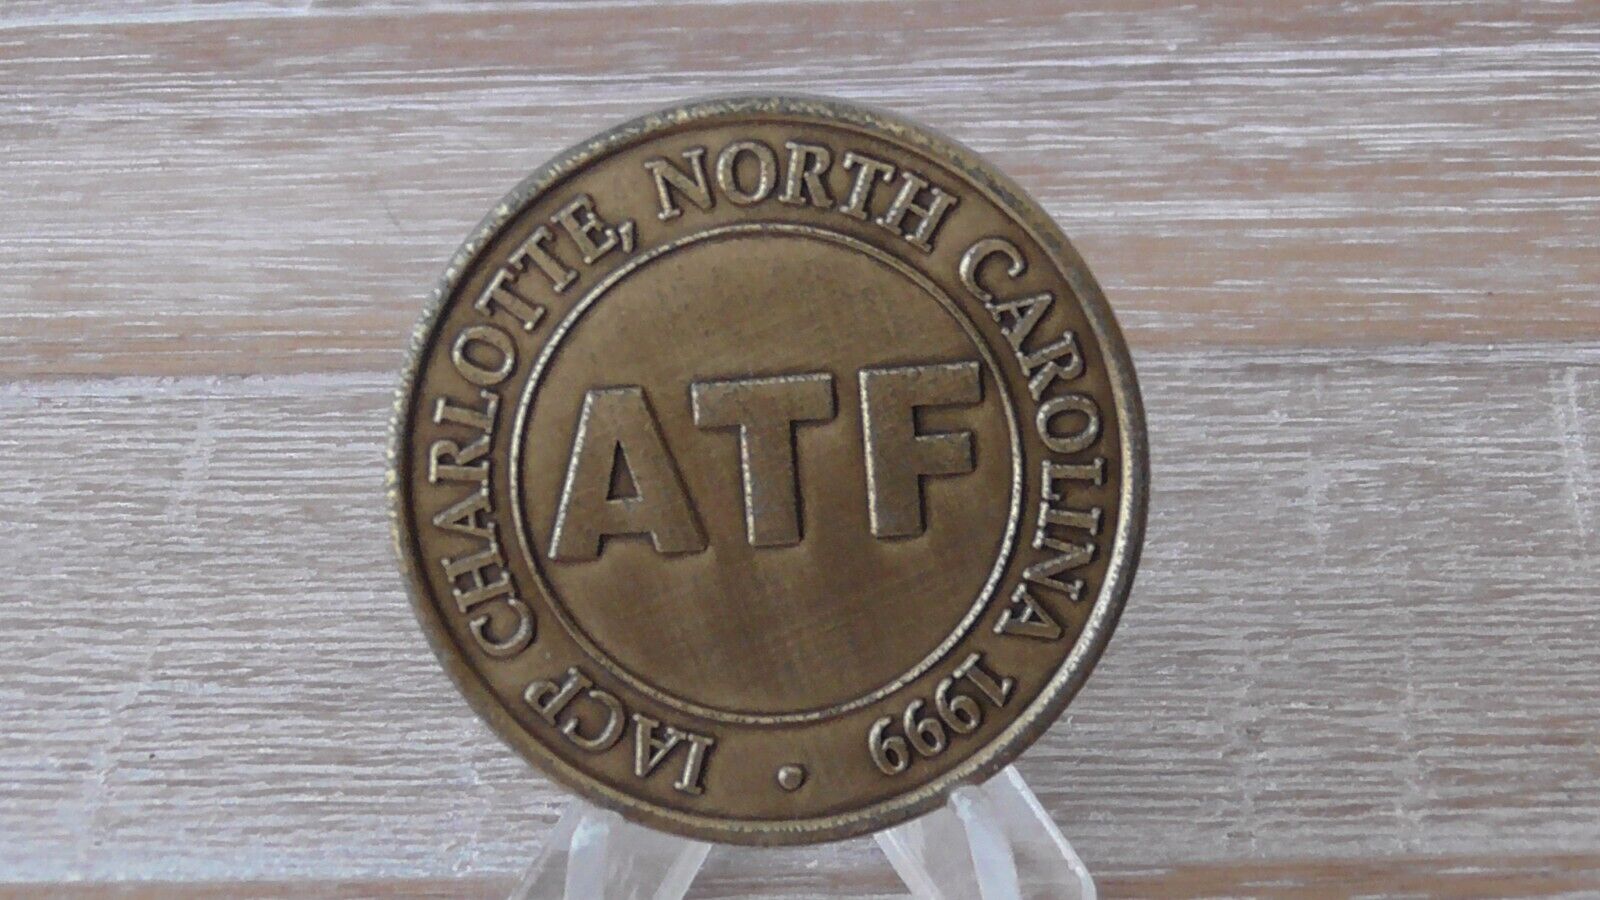 IACP CHARLOTTE, NORTH CAROLINA 1999 •
ATF